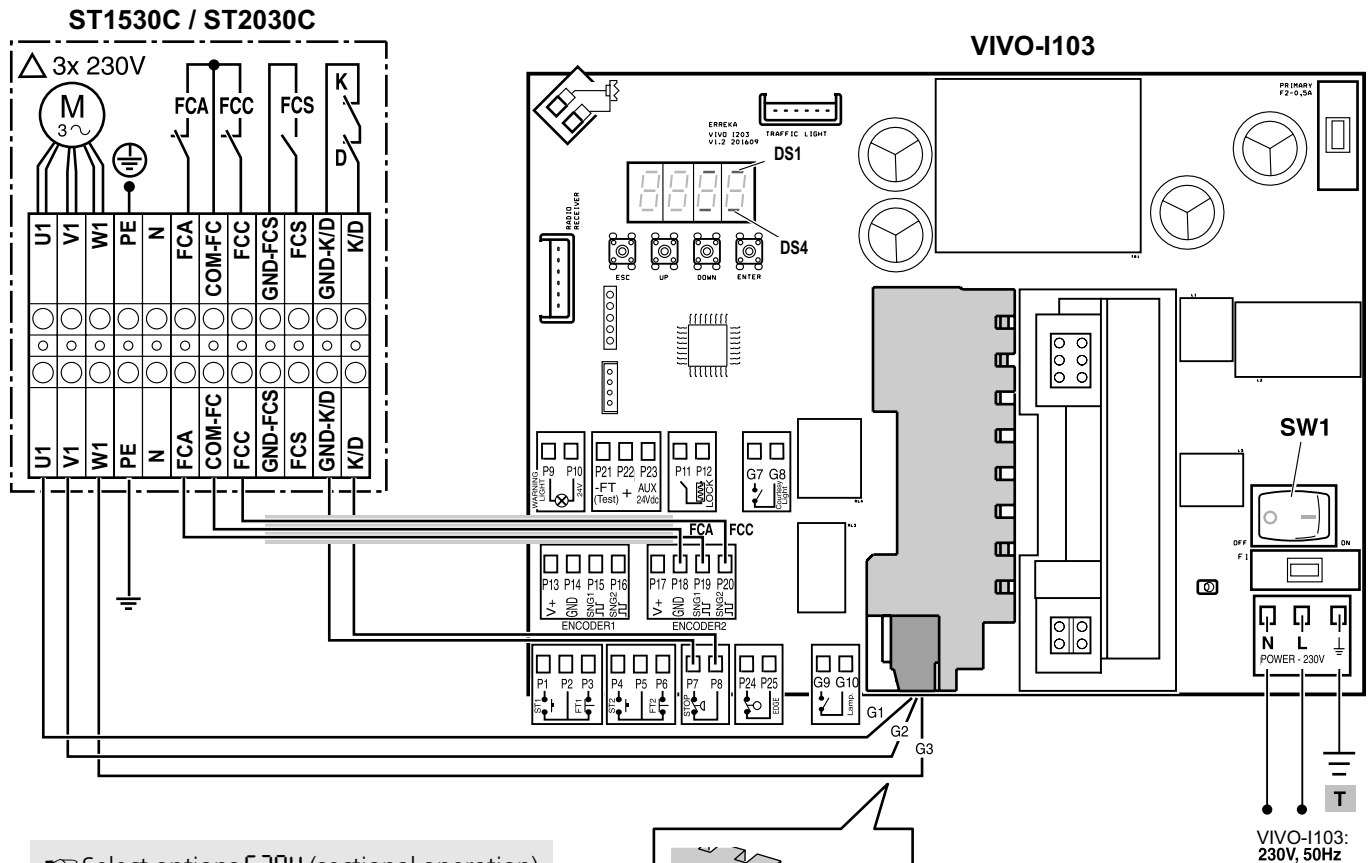 ST1530C / ST2030C
VIVO-I103
3x 230V
M
3
FCA
FCC
FCS
K
D
U1
V1
W1
PE
N
FCA
COM-FC
FCC
GND-FCS
FCS
GND-K/D
K/D
U1
V1
W1
PE
N
FCA
COM-FC
FCC
GND-FCS
FCS
GND-K/D
K/D
ERREKA
VIVO I203
V1.2 201609
TRAFFIC LIGHT
PRIMARY
F2-0,5A
DS1
DS4
RADIO
RECEIVER
ESC
UP
DOWN
ENTER
P9 P10
WARNING
LIGHT
24V
P21 P22 P23
-FT
(Test)
+
AUX
24Vdc
P11 P12
LOCK
G7 G8
Courtesy
Light
SW1
OFF
ON
F1
FCA FCC
P13 P14 P15 P16
V+
GND
SNG1
SNG2
ENCODER1
P17 P18 P19 P20
V+
GND
SNG1
SNG2
ENCODER2
N
L
POWER - 230V
P1 P2 P3
ST1
FT1
P4 P5 P6
ST2
FT2
P7 P8
STOP
P24 P25
EDGE
G9 G10
Lamp.
G1
G2
G3
T
VIVO-I103:
230V, 50Hz